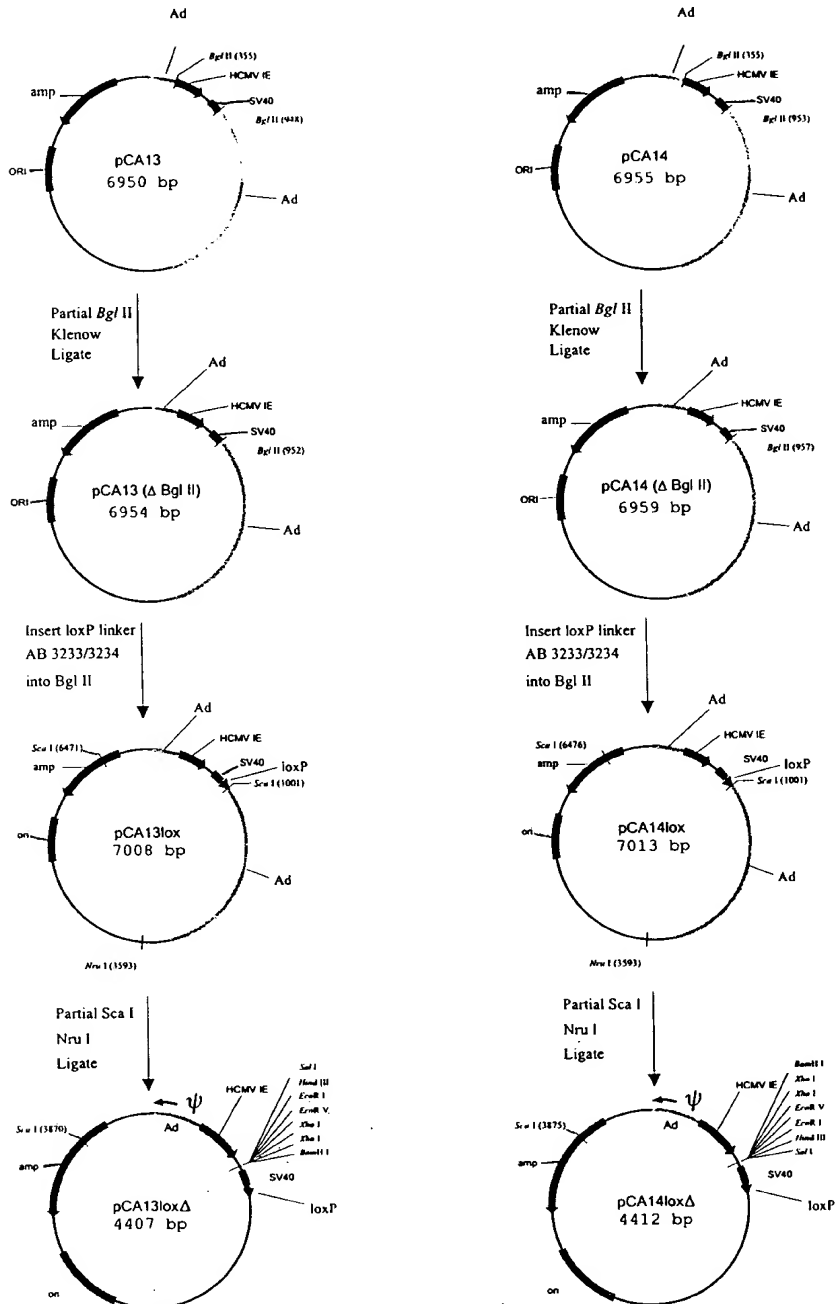 Ad
Bgl II (355)
HCMV IE
SV40
Bgl II (948)
amp
ORI
pCA13
6950 bp
Ad
Partial Bgl II
Klenow
Ligate
Ad
HCMV IE
SV40
Bgl II (952)
amp
ORI
pCA13 (Δ Bgl II)
6954 bp
Ad
Insert loxP linker
AB 3233/3234
into Bgl II
Ad
HCMV IE
SV40
loxP
Sca I (1001)
Sca I (6471)
amp
ori
pCA13lox
7008 bp
Ad
Nru I (3593)
Partial Sca I
Nru I
Ligate
ψ
HCMV IE
Sal I
Hind III
EcoR I
EcoR V
Xba I
Xho I
BamH I
Sca I (3870)
Ad
amp
SV40
pCA13loxΔ
4407 bp
loxP
ori
Ad
Bgl II (355)
HCMV IE
SV40
Bgl II (953)
amp
ORI
pCA14
6955 bp
Ad
Partial Bgl II
Klenow
Ligate
Ad
HCMV IE
SV40
Bgl II (957)
amp
ORI
pCA14 (Δ Bgl II)
6959 bp
Ad
Insert loxP linker
AB 3233/3234
into Bgl II
Ad
HCMV IE
SV40
loxP
Sca I (1001)
Sca I (6476)
amp
ori
pCA14lox
7013 bp
Ad
Nru I (3593)
Partial Sca I
Nru I
Ligate
ψ
HCMV IE
BamH I
Xho I
Xba I
EcoR V
EcoR I
Hind III
Sal I
Sca I (3875)
Ad
amp
SV40
pCA14loxΔ
4412 bp
loxP
ori